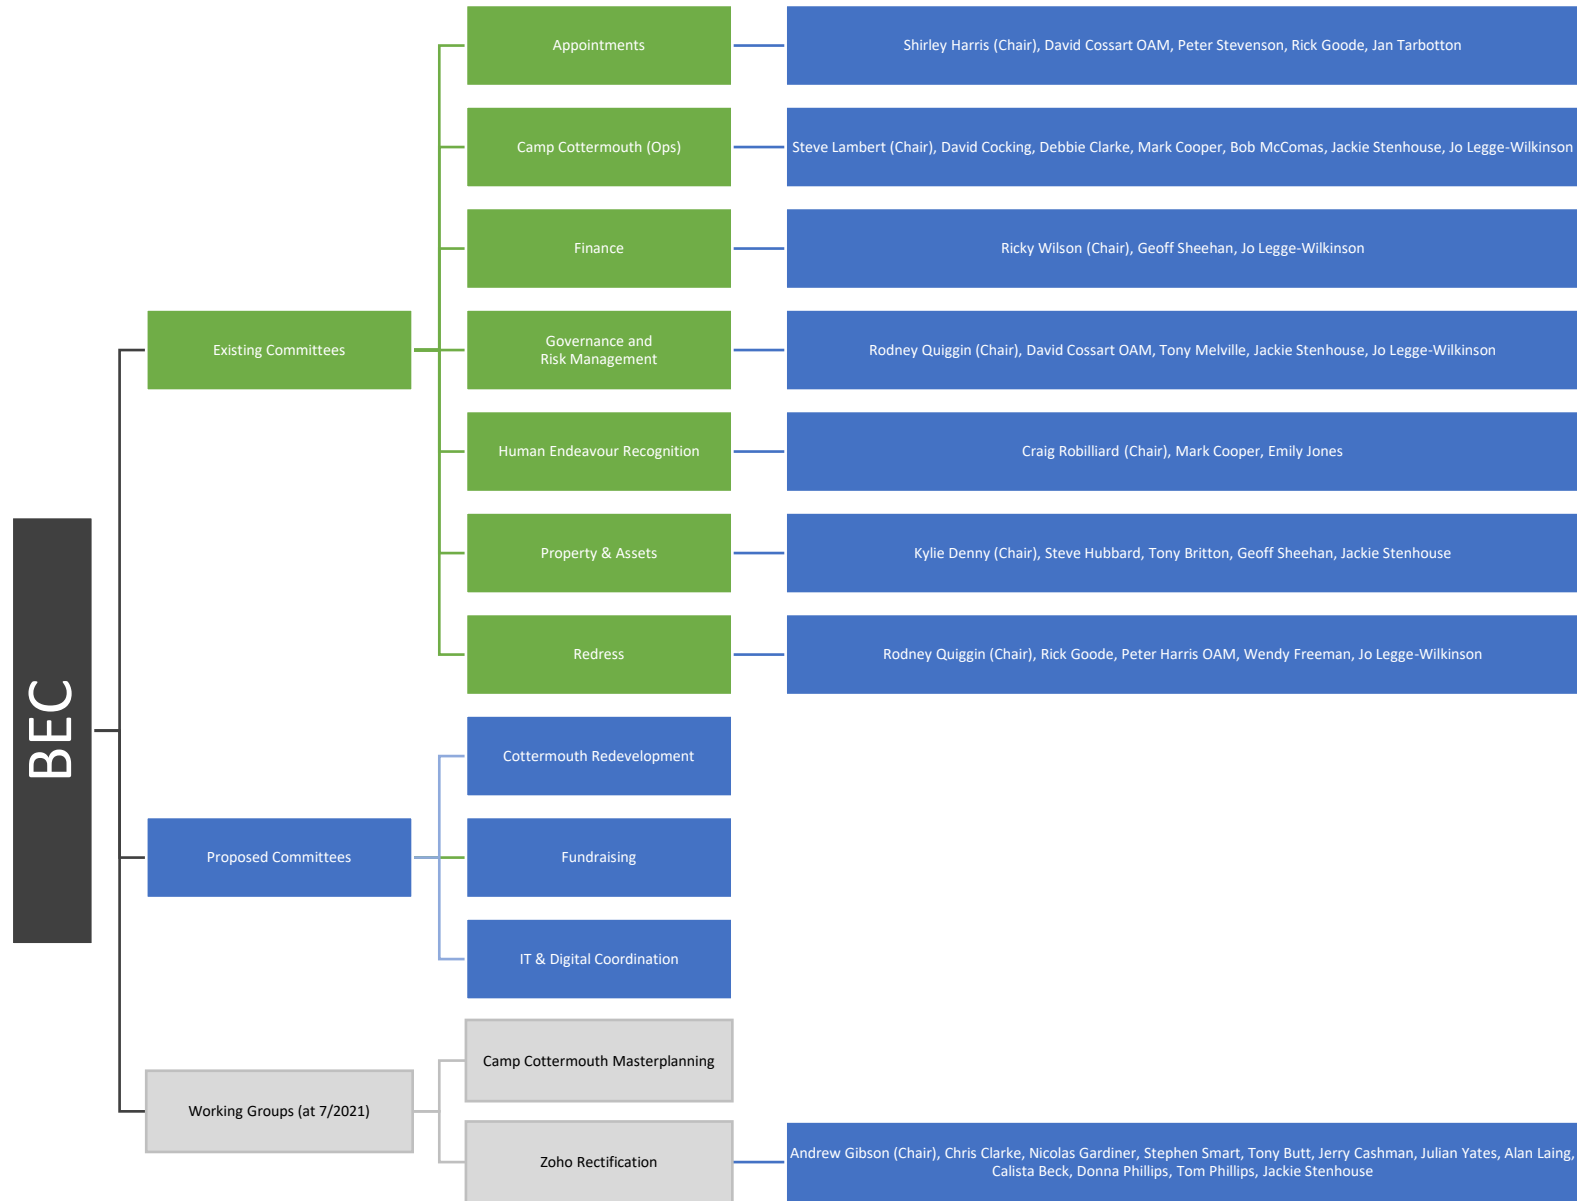 BEC
Existing Committees
Appointments
Shirley Harris (Chair), David Cossart OAM, Peter Stevenson, Rick Goode, Jan Tarbotton
Camp Cottermouth (Ops)
Steve Lambert (Chair), David Cocking, Debbie Clarke, Mark Cooper, Bob McComas, Jackie Stenhouse, Jo Legge-Wilkinson
Finance
Ricky Wilson (Chair), Geoff Sheehan, Jo Legge-Wilkinson
Governance and
Risk Management
Rodney Quiggin (Chair), David Cossart OAM, Tony Melville, Jackie Stenhouse, Jo Legge-Wilkinson
Human Endeavour Recognition
Craig Robilliard (Chair), Mark Cooper, Emily Jones
Property & Assets
Kylie Denny (Chair), Steve Hubbard, Tony Britton, Geoff Sheehan, Jackie Stenhouse
Redress
Rodney Quiggin (Chair), Rick Goode, Peter Harris OAM, Wendy Freeman, Jo Legge-Wilkinson
Proposed Committees
Cottermouth Redevelopment
Fundraising
IT & Digital Coordination
Working Groups (at 7/2021)
Camp Cottermouth Masterplanning
Zoho Rectification
Andrew Gibson (Chair), Chris Clarke, Nicolas Gardiner, Stephen Smart, Tony Butt, Jerry Cashman, Julian Yates, Alan Laing,
Calista Beck, Donna Phillips, Tom Phillips, Jackie Stenhouse